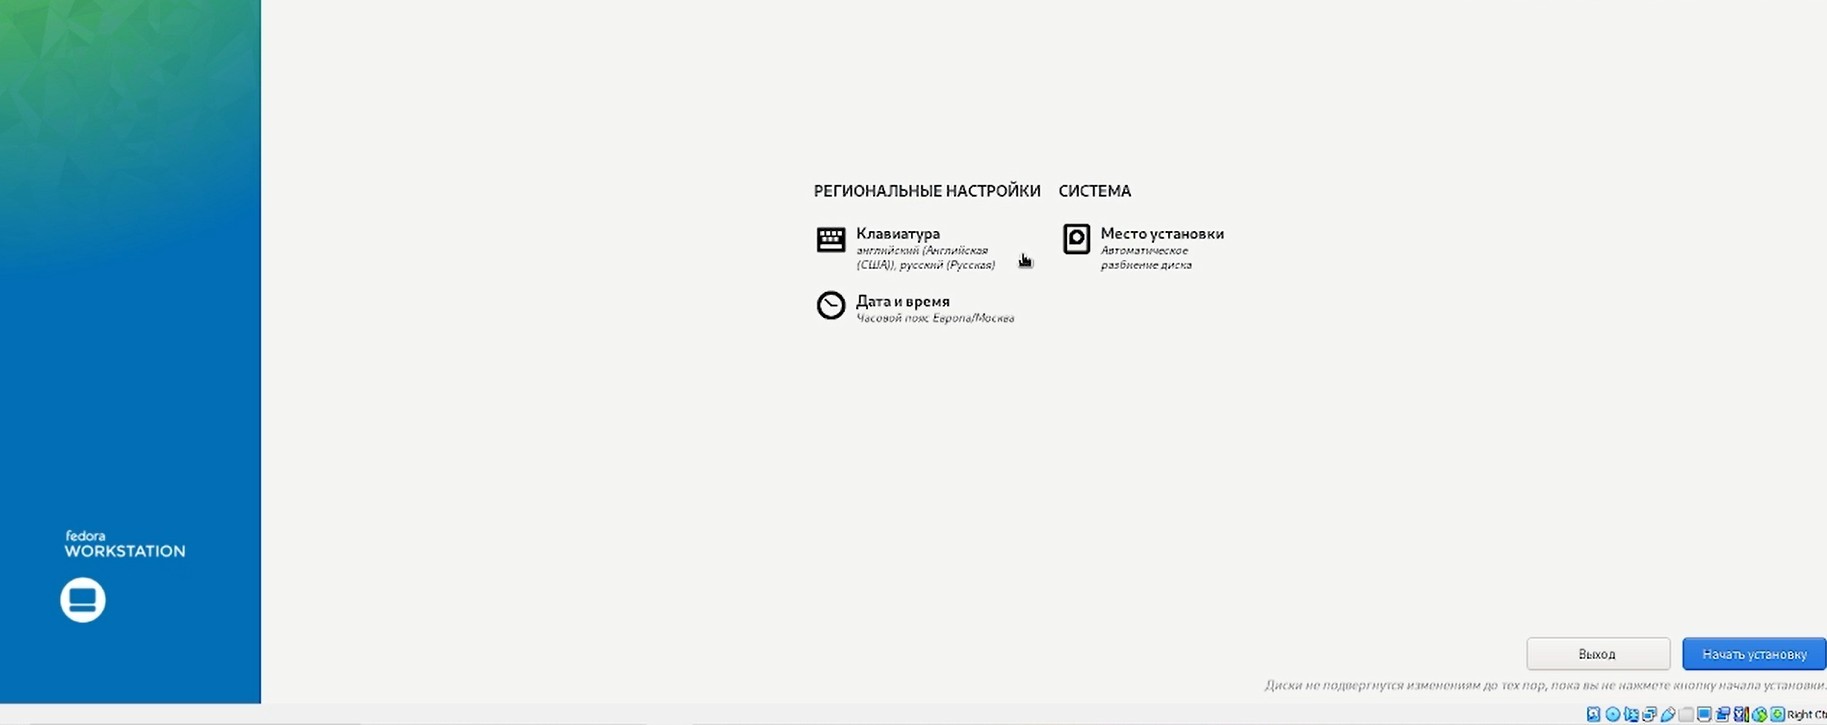 РЕГИОНАЛЬНЫЕ НАСТРОЙКИ
Клавиатура
английский (Английская
(США)), русский (Русская)
Дата и время
Часовой пояс Европа/Москва
СИСТЕМА
Место установки
Автоматическое
разбиение диска
fedora
WORKSTATION
Выход
Начать установку
Диски не подвергнутся изменениям до тех пор, пока вы не нажмете кнопку начала установки.
Right